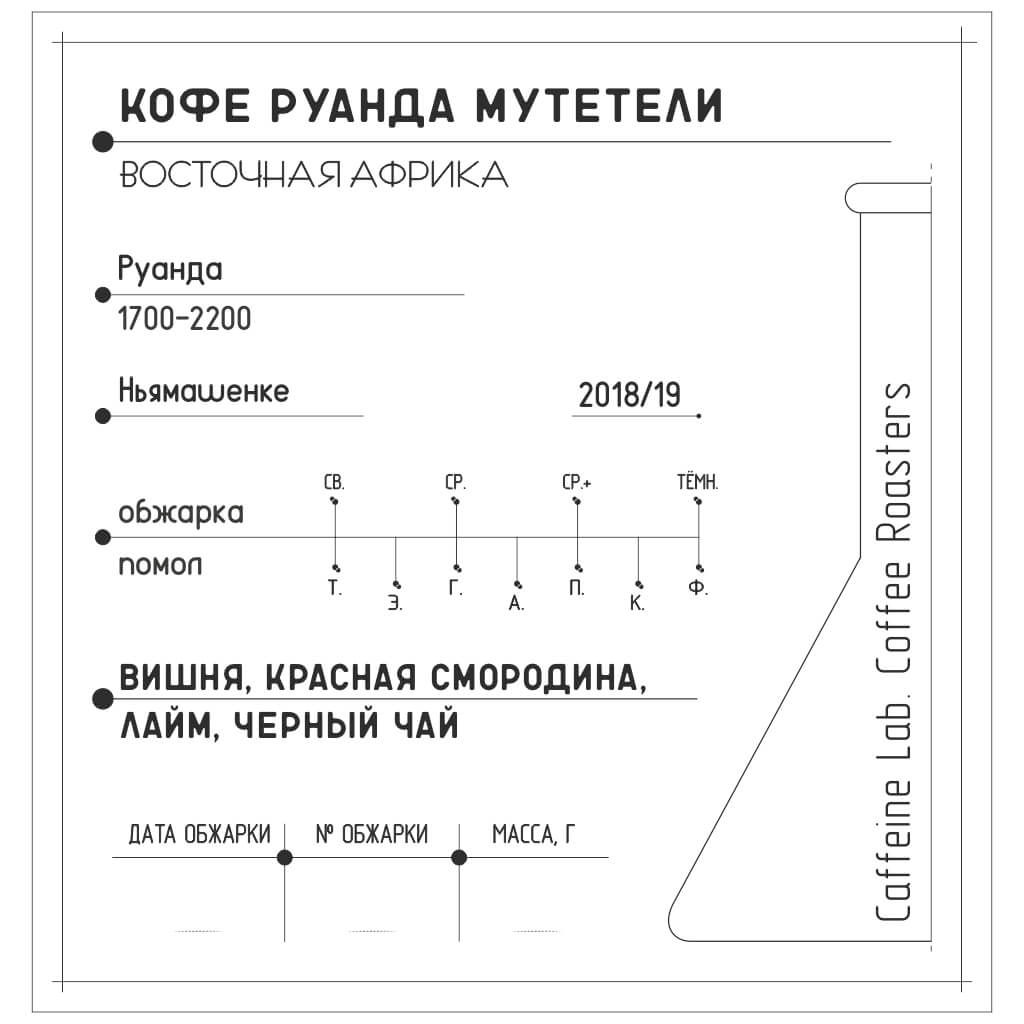 КОФЕ РУАНДА МУТЕТЕЛИ
ВОСТОЧНАЯ АФРИКА
Руанда
1700-2200
Ньямашенке
2018/19
СВ.
СР.
СР.+
ТЁМН.
обжарка
помол
Т.
Э.
Г.
А.
П.
К.
Ф.
ВИШНЯ, КРАСНАЯ СМОРОДИНА,
ЛАЙМ, ЧЕРНЫЙ ЧАЙ
ДАТА ОБЖАРКИ
№ ОБЖАРКИ
МАССА, Г
Caffeine Lab. Coffee Roasters